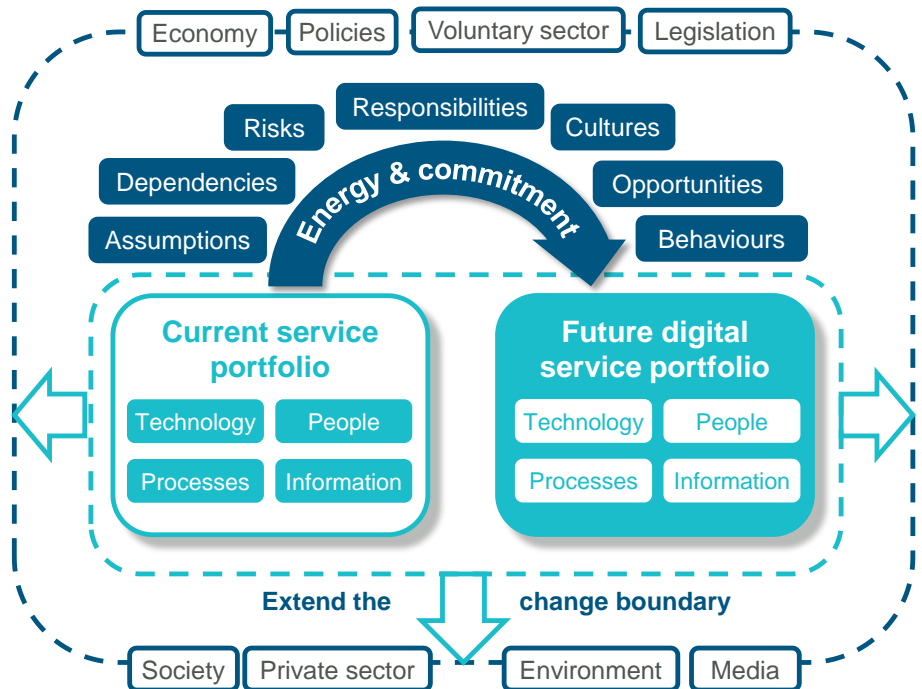 Economy
Policies
Voluntary sector
Legislation
Responsibilities
Risks
Cultures
Dependencies
Energy & commitment
Opportunities
Assumptions
Behaviours
Current service
portfolio
Technology
People
Processes
Information
Future digital
service portfolio
Technology
People
Processes
Information
Extend the change boundary
Society
Private sector
Environment
Media